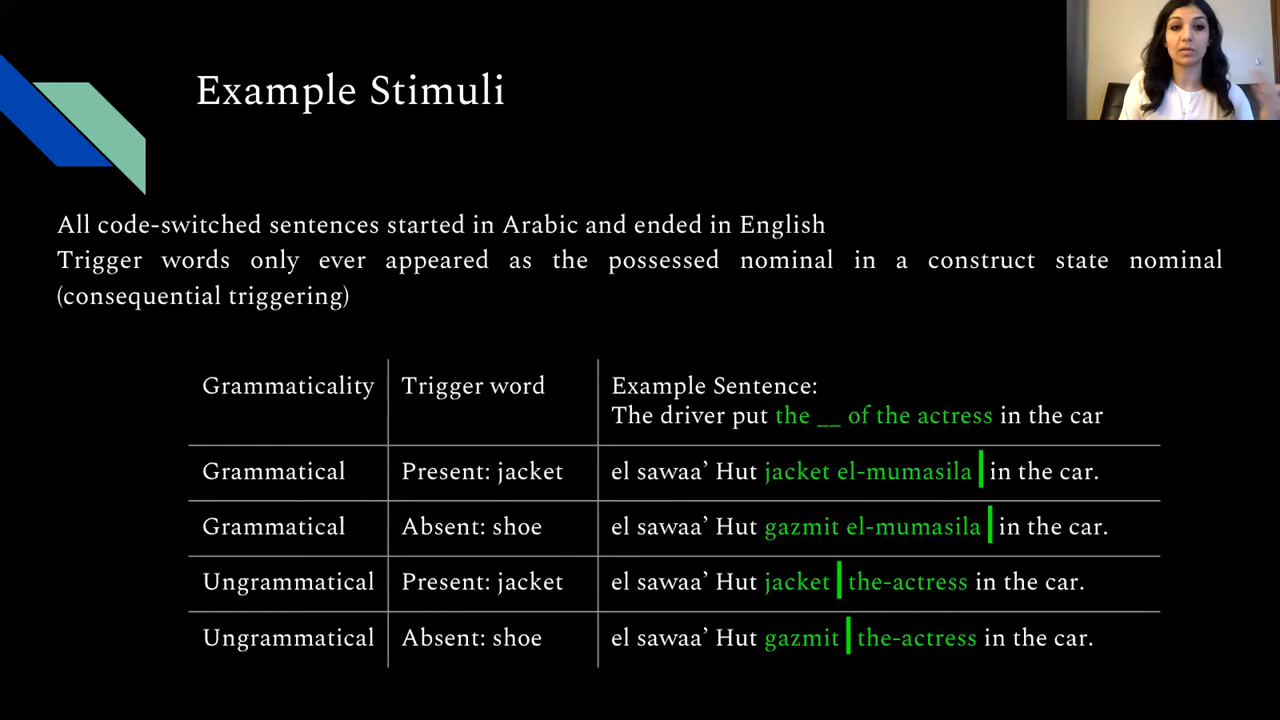 Example Stimuli
All code-switched sentences started in Arabic and ended in English
Trigger words only ever appeared as the possessed nominal in a construct state nominal
(consequential triggering)
Grammaticality Trigger word Example Sentence:
The driver put the __ of the actress in the car
Grammatical Present: jacket el sawaa’ Hut jacket el-mumasila | in the car.
Grammatical Absent: shoe el sawaa’ Hut gazmit el-mumasila | in the car.
Ungrammatical Present: jacket el sawaa’ Hut jacket | the-actress in the car.
Ungrammatical Absent: shoe el sawaa’ Hut gazmit | the-actress in the car.